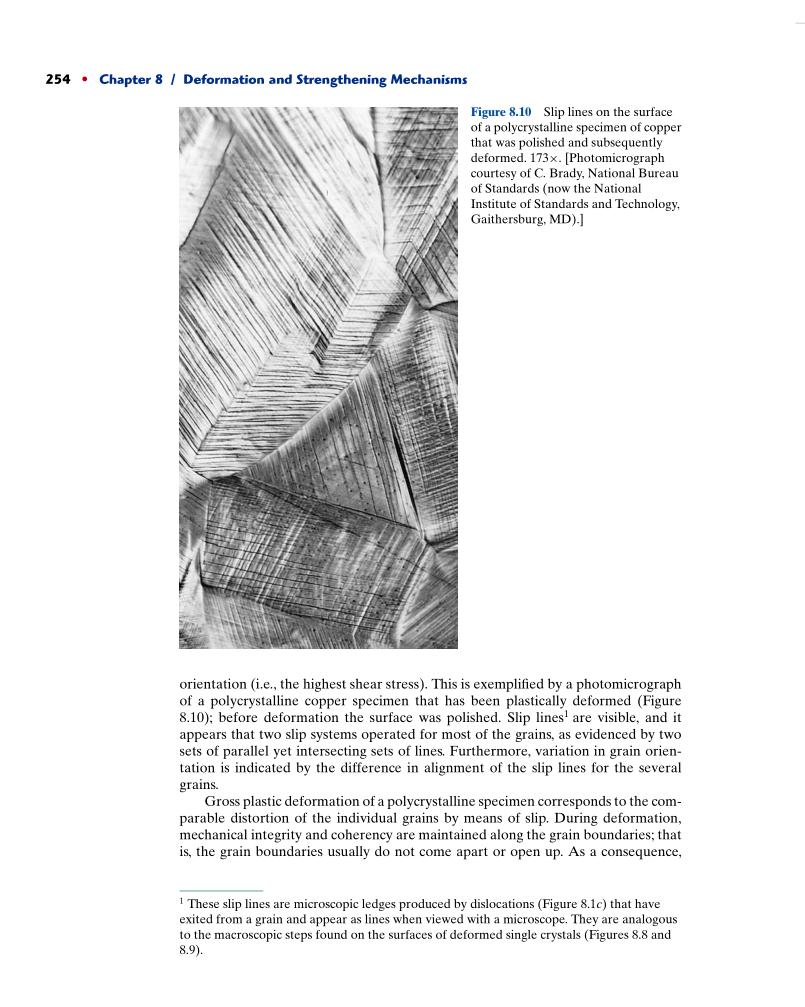 254 • Chapter 8 / Deformation and Strengthening Mechanisms
Figure 8.10 Slip lines on the surface
of a polycrystalline specimen of copper
that was polished and subsequently
deformed. 173×. [Photomicrograph
courtesy of C. Brady, National Bureau
of Standards (now the National
Institute of Standards and Technology,
Gaithersburg, MD).]
orientation (i.e., the highest shear stress). This is exemplified by a photomicrograph
of a polycrystalline copper specimen that has been plastically deformed (Figure
8.10); before deformation the surface was polished. Slip lines¹ are visible, and it
appears that two slip systems operated for most of the grains, as evidenced by two
sets of parallel yet intersecting sets of lines. Furthermore, variation in grain orien-
tation is indicated by the difference in alignment of the slip lines for the several
grains.
Gross plastic deformation of a polycrystalline specimen corresponds to the com-
parable distortion of the individual grains by means of slip. During deformation,
mechanical integrity and coherency are maintained along the grain boundaries; that
is, the grain boundaries usually do not come apart or open up. As a consequence,
¹ These slip lines are microscopic ledges produced by dislocations (Figure 8.1c) that have
exited from a grain and appear as lines when viewed with a microscope. They are analogous
to the macroscopic steps found on the surfaces of deformed single crystals (Figures 8.8 and
8.9).